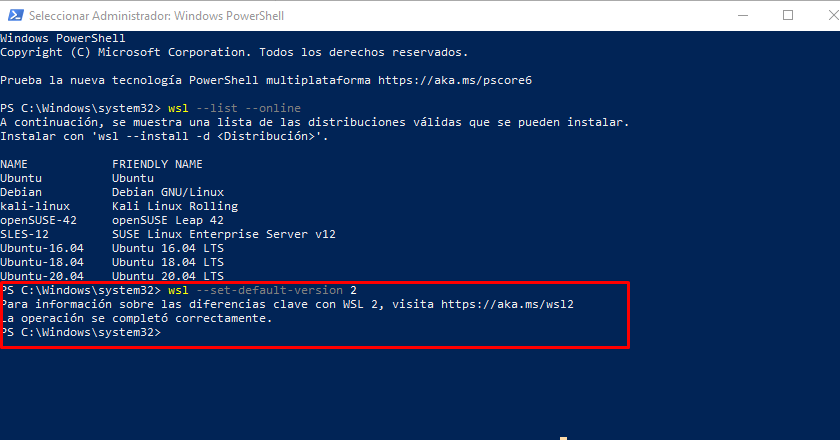 Seleccionar Administrador: Windows PowerShell
Windows PowerShell
Copyright (C) Microsoft Corporation. Todos los derechos reservados.
Prueba la nueva tecnología PowerShell multiplataforma https://aka.ms/pscore6
PS C:\Windows\system32> wsl --list --online
A continuación, se muestra una lista de las distribuciones válidas que se pueden instalar.
Instalar con 'wsl --install -d <Distribución>'.
NAME FRIENDLY NAME
Ubuntu Ubuntu
Debian Debian GNU/Linux
kali-linux Kali Linux Rolling
openSUSE-42 openSUSE Leap 42
SLES-12 SUSE Linux Enterprise Server v12
Ubuntu-16.04 Ubuntu 16.04 LTS
Ubuntu-18.04 Ubuntu 18.04 LTS
Ubuntu-20.04 Ubuntu 20.04 LTS
PS C:\Windows\system32> wsl --set-default-version 2
Para información sobre las diferencias clave con WSL 2, visita https://aka.ms/wsl2
La operación se completó correctamente.
PS C:\Windows\system32>